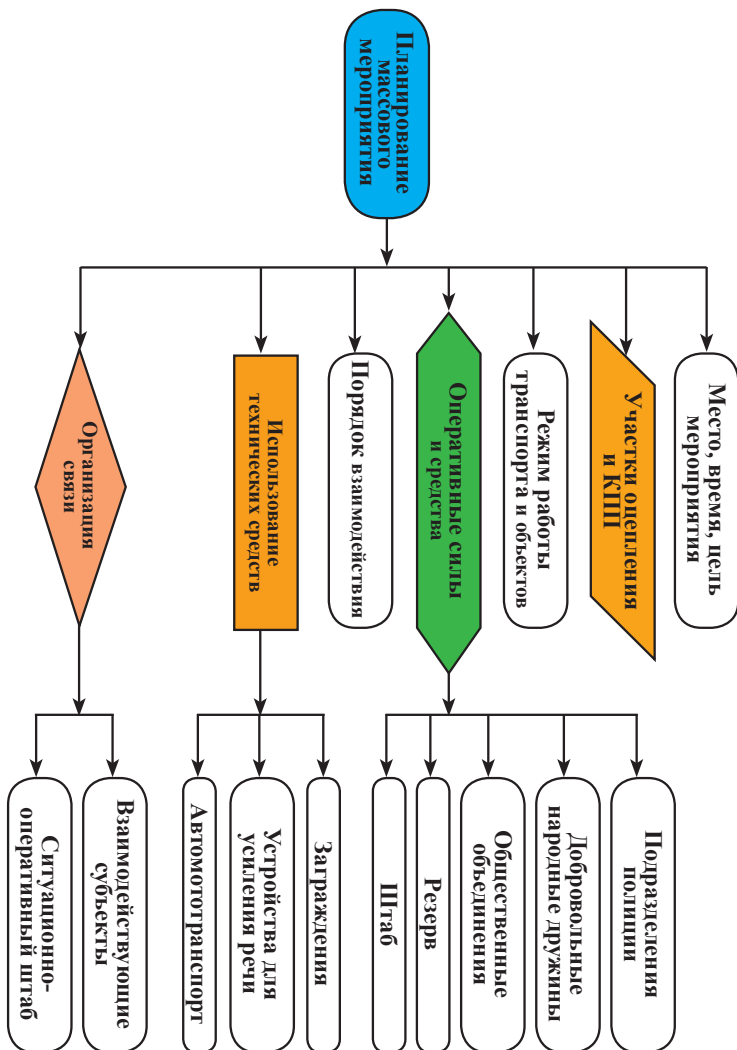 Планирование
массового
мероприятия
Место, время, цель
мероприятия
Участки оцепления
и КПП
Режим работы
транспорта и объектов
Оперативные силы
и средства
Порядок взаимодействия
Использование
технических средств
Организация
связи
Подразделения
полиции
Добровольные
народные дружины
Общественные
объединения
Резерв
Штаб
Заграждения
Устройства для
усиления речи
Автомототранспорт
Взаимодействующие
субъекты
Ситуационно-
оперативный штаб